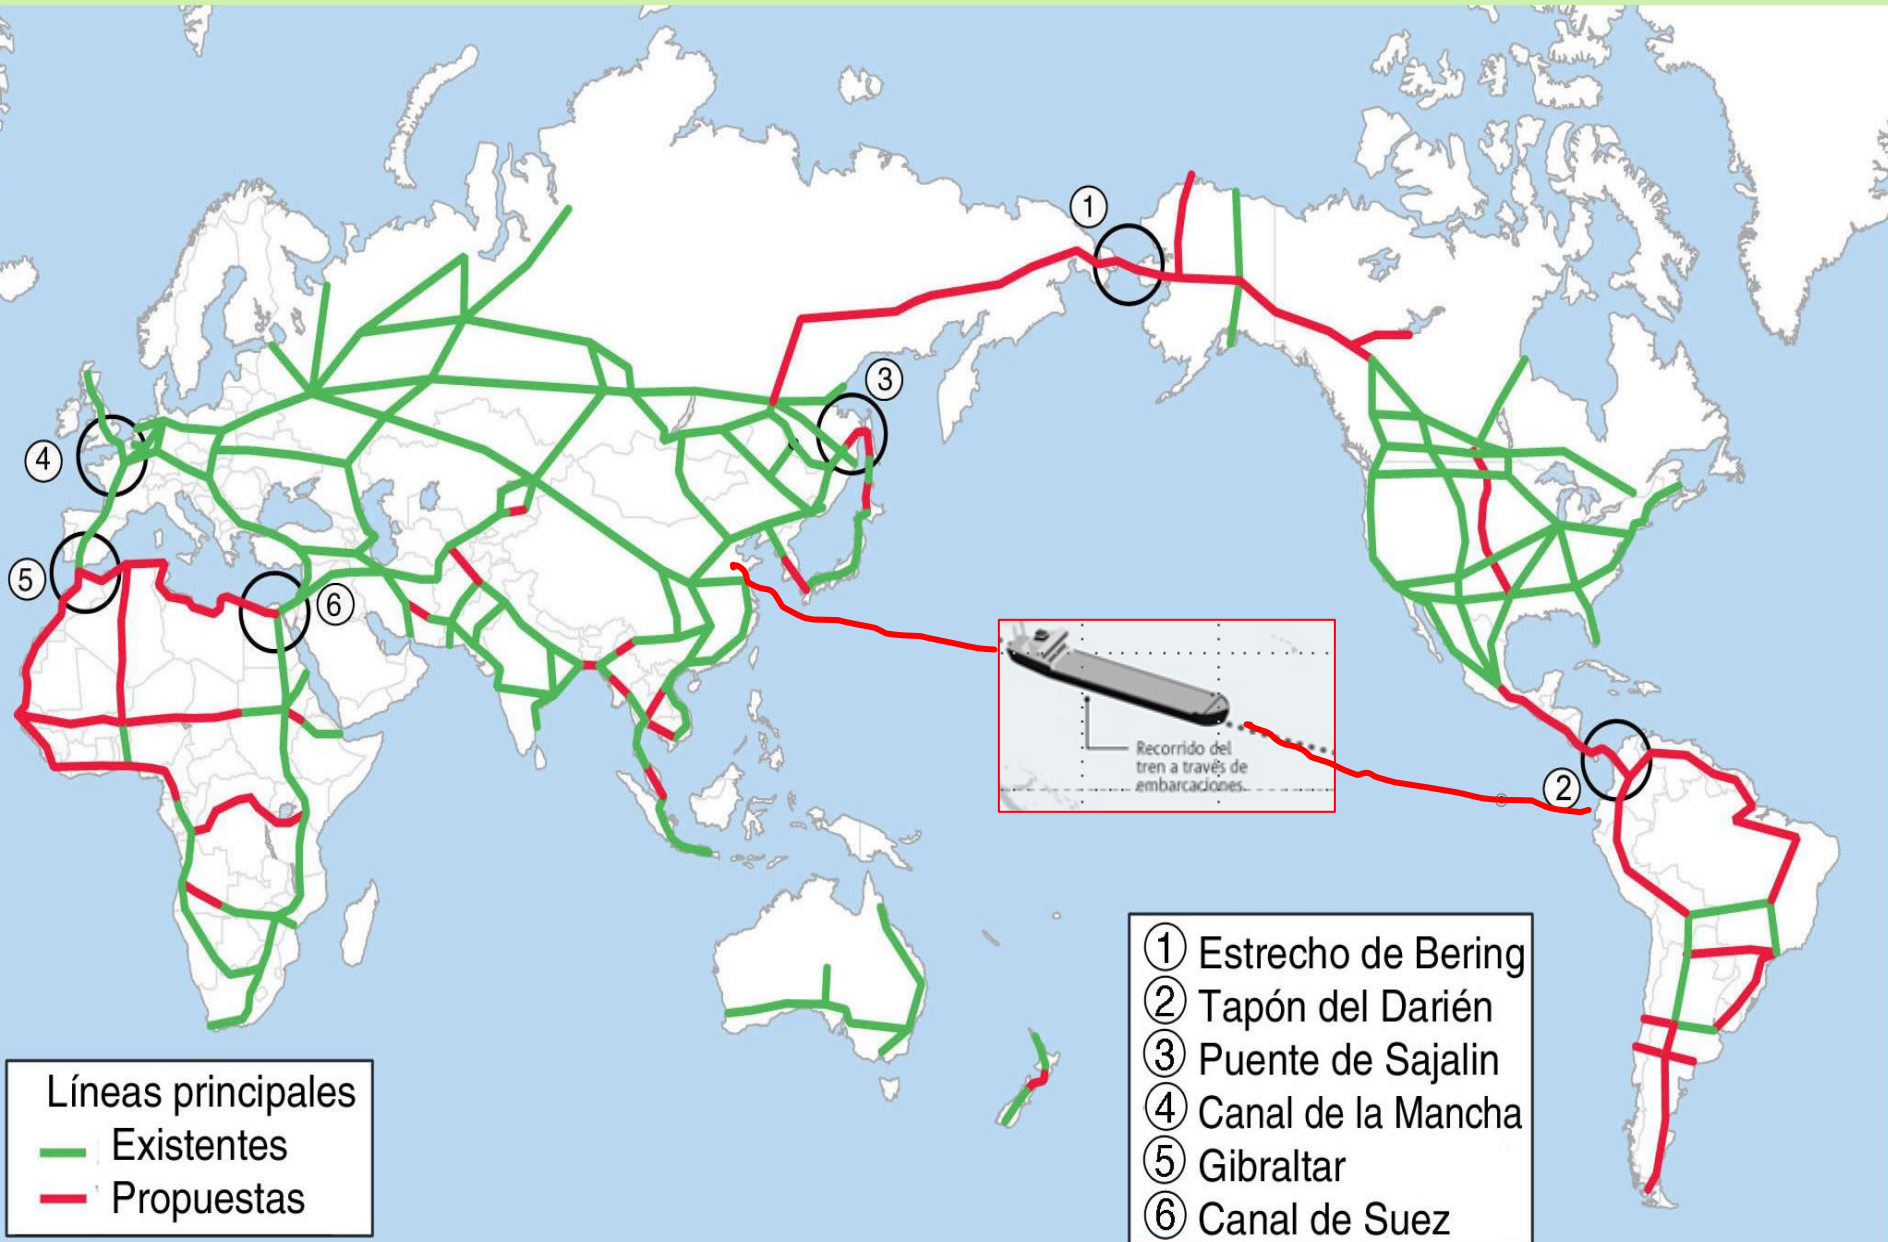 1
3
4
5
6
2
Recorrido del
tren a través de
embarcaciones.
Líneas principales
Existentes
Propuestas
1 Estrecho de Bering
2 Tapón del Darién
3 Puente de Sajalin
4 Canal de la Mancha
5 Gibraltar
6 Canal de Suez